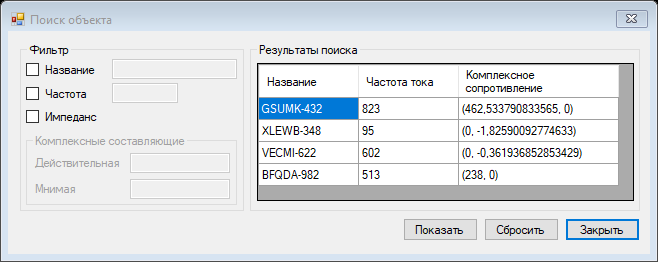 Поиск объекта
Фильтр
Название
Частота
Импеданс
Комплексные составляющие
Действительная
Мнимая
Результаты поиска
Название Частота тока Комплексное сопротивление
GSUMK-432 823 (462,533790833565, 0)
XLEWB-348 95 (0, -1,82590092774633)
VECMI-622 602 (0, -0,361936852853429)
BFQDA-982 513 (238, 0)
Показать Сбросить Закрыть